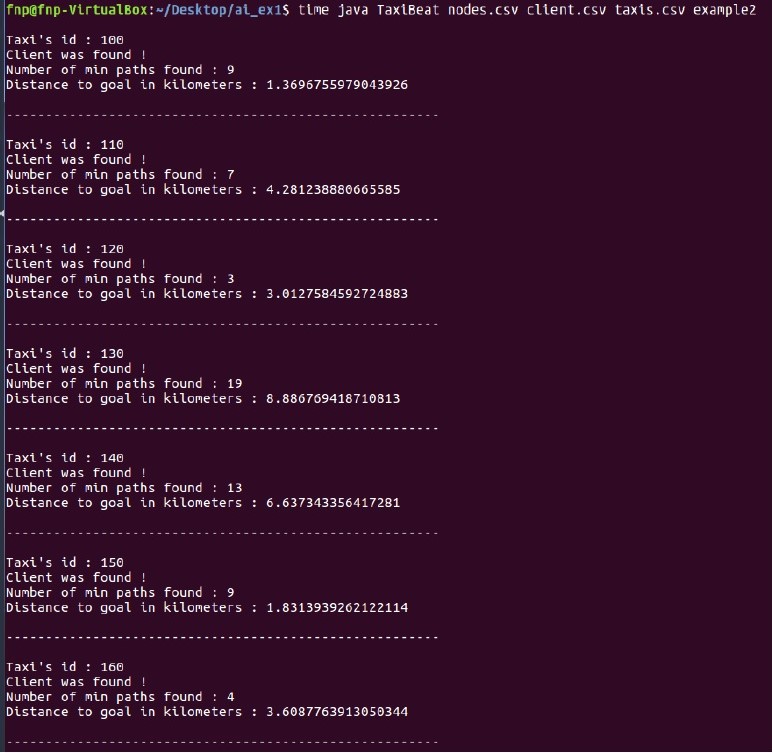 fnp@fnp-VirtualBox:~/Desktop/ai_ex1$ time java TaxiBeat nodes.csv client.csv taxis.csv example2
Taxi's id : 100
Client was found !
Number of min paths found : 9
Distance to goal in kilometers : 1.3696755979043926
-------------------------------------------------------
Taxi's id : 110
Client was found !
Number of min paths found : 7
Distance to goal in kilometers : 4.281238880665585
-------------------------------------------------------
Taxi's id : 120
Client was found !
Number of min paths found : 3
Distance to goal in kilometers : 3.0127584592724883
-------------------------------------------------------
Taxi's id : 130
Client was found !
Number of min paths found : 19
Distance to goal in kilometers : 8.886769418710813
-------------------------------------------------------
Taxi's id : 140
Client was found !
Number of min paths found : 13
Distance to goal in kilometers : 6.637343356417281
-------------------------------------------------------
Taxi's id : 150
Client was found !
Number of min paths found : 9
Distance to goal in kilometers : 1.8313939262122114
-------------------------------------------------------
Taxi's id : 160
Client was found !
Number of min paths found : 4
Distance to goal in kilometers : 3.6087763913050344
-------------------------------------------------------